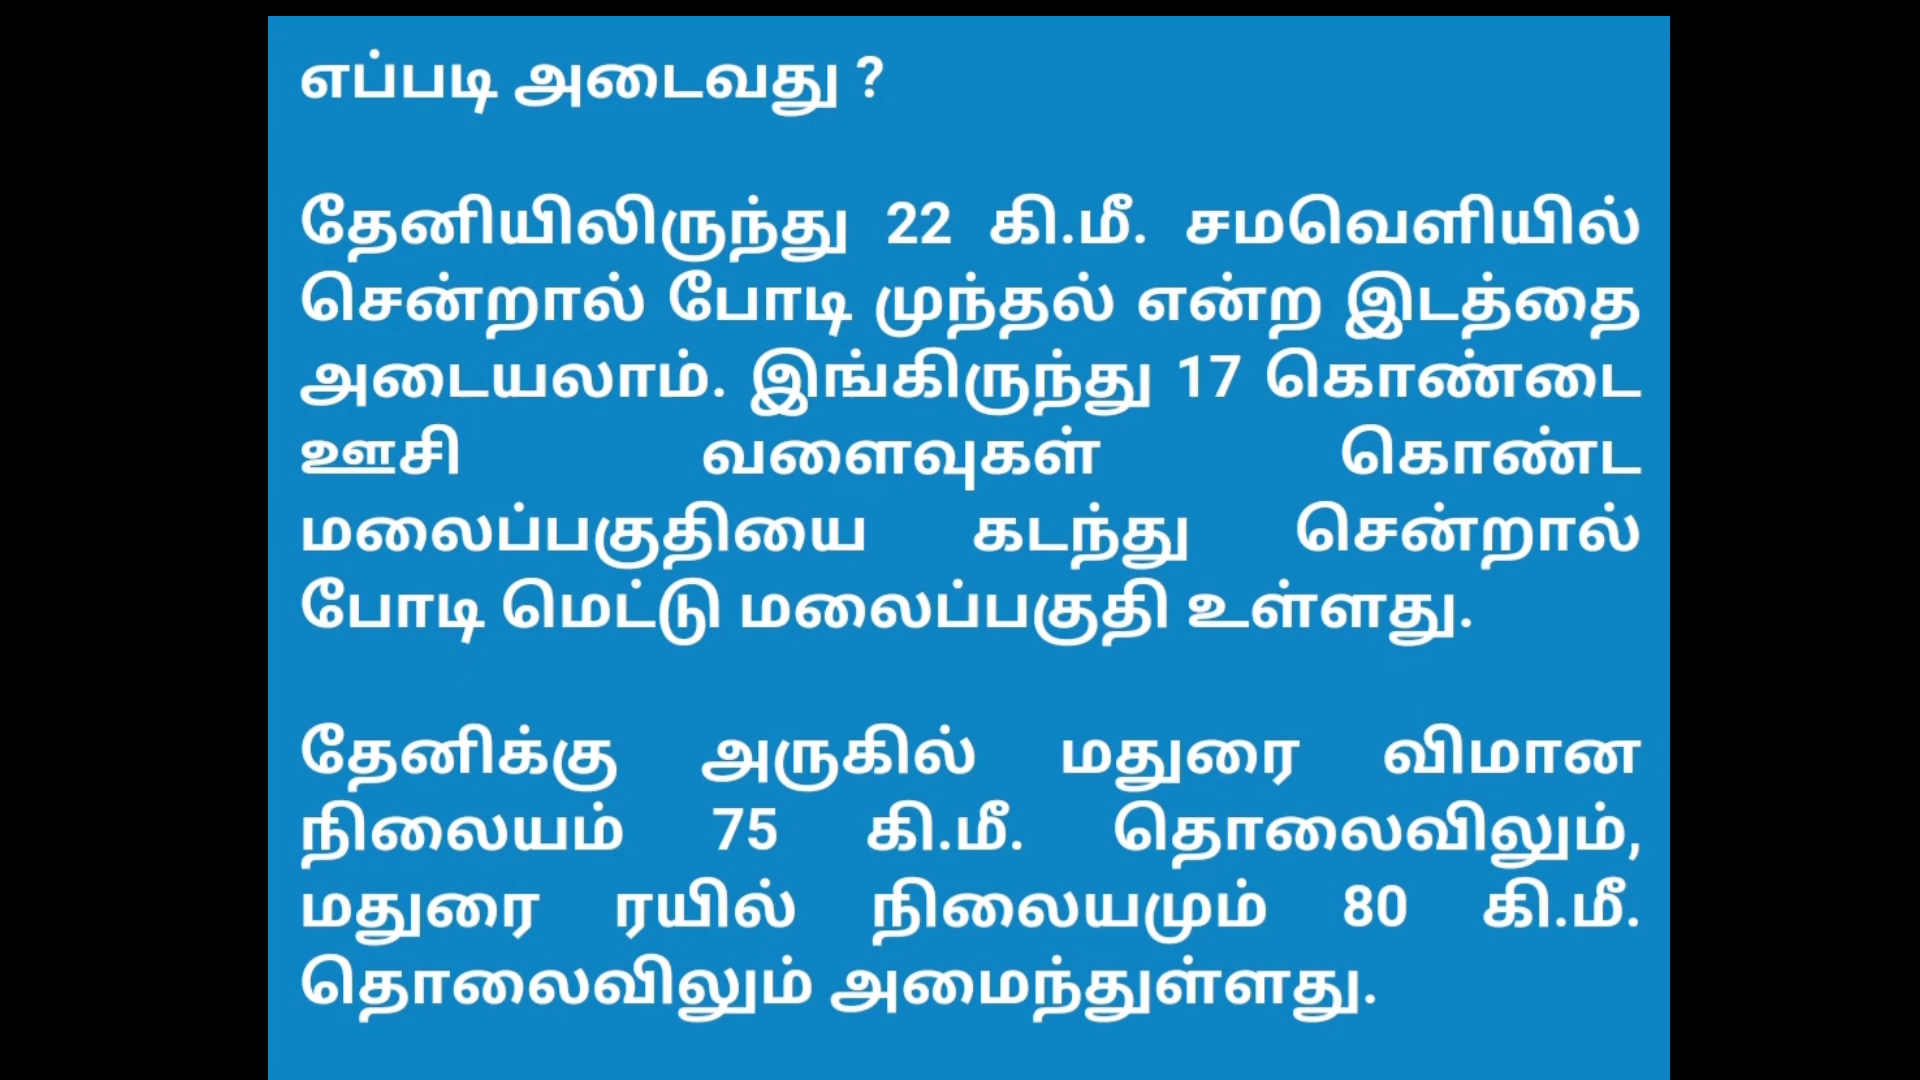 எப்படி அடைவது ?
தேனியிலிருந்து 22 கி.மீ. சமவெளியில்
சென்றால் போடி முந்தல் என்ற இடத்தை
அடையலாம். இங்கிருந்து 17 கொண்டை
ஊசி வளைவுகள் கொண்ட
மலைப்பகுதியை கடந்து சென்றால்
போடி மெட்டு மலைப்பகுதி உள்ளது.
தேனிக்கு அருகில் மதுரை விமான
நிலையம் 75 கி.மீ. தொலைவிலும்,
மதுரை ரயில் நிலையமும் 80 கி.மீ.
தொலைவிலும் அமைந்துள்ளது.